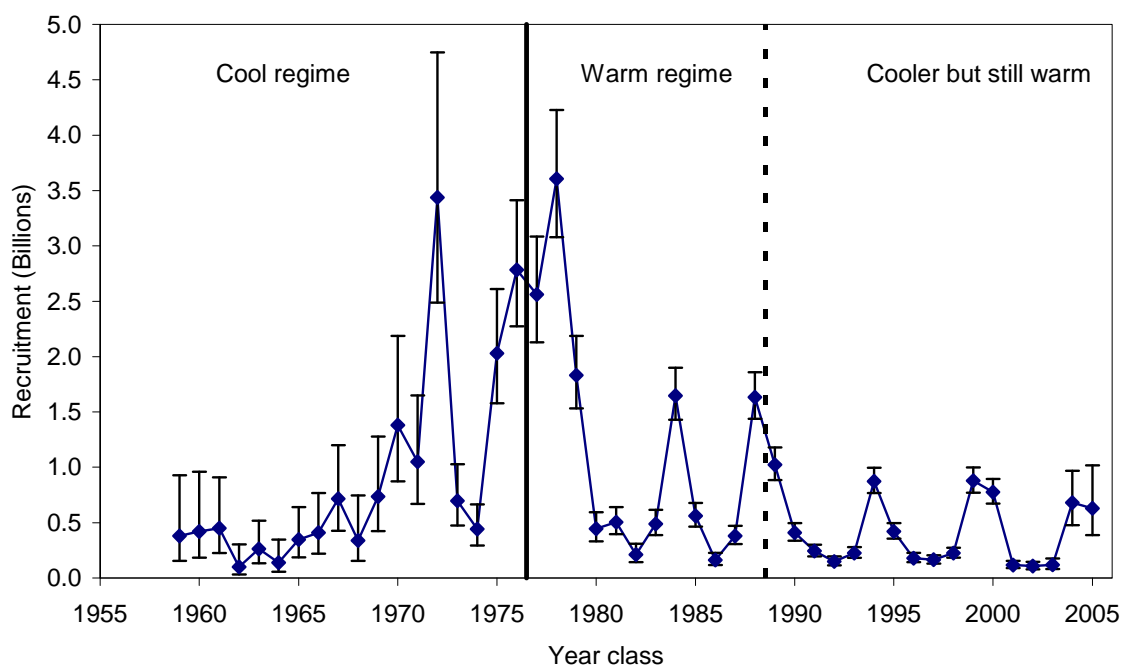 5.0
Cool regime Warm regime Cooler but still warm
4.5
4.0
3.5
3.0
2.5
2.0
1.5
1.0
0.5
0.0
Recruitment (Billions)
1955 1960 1965 1970 1975 1980 1985 1990 1995 2000 2005
Year class